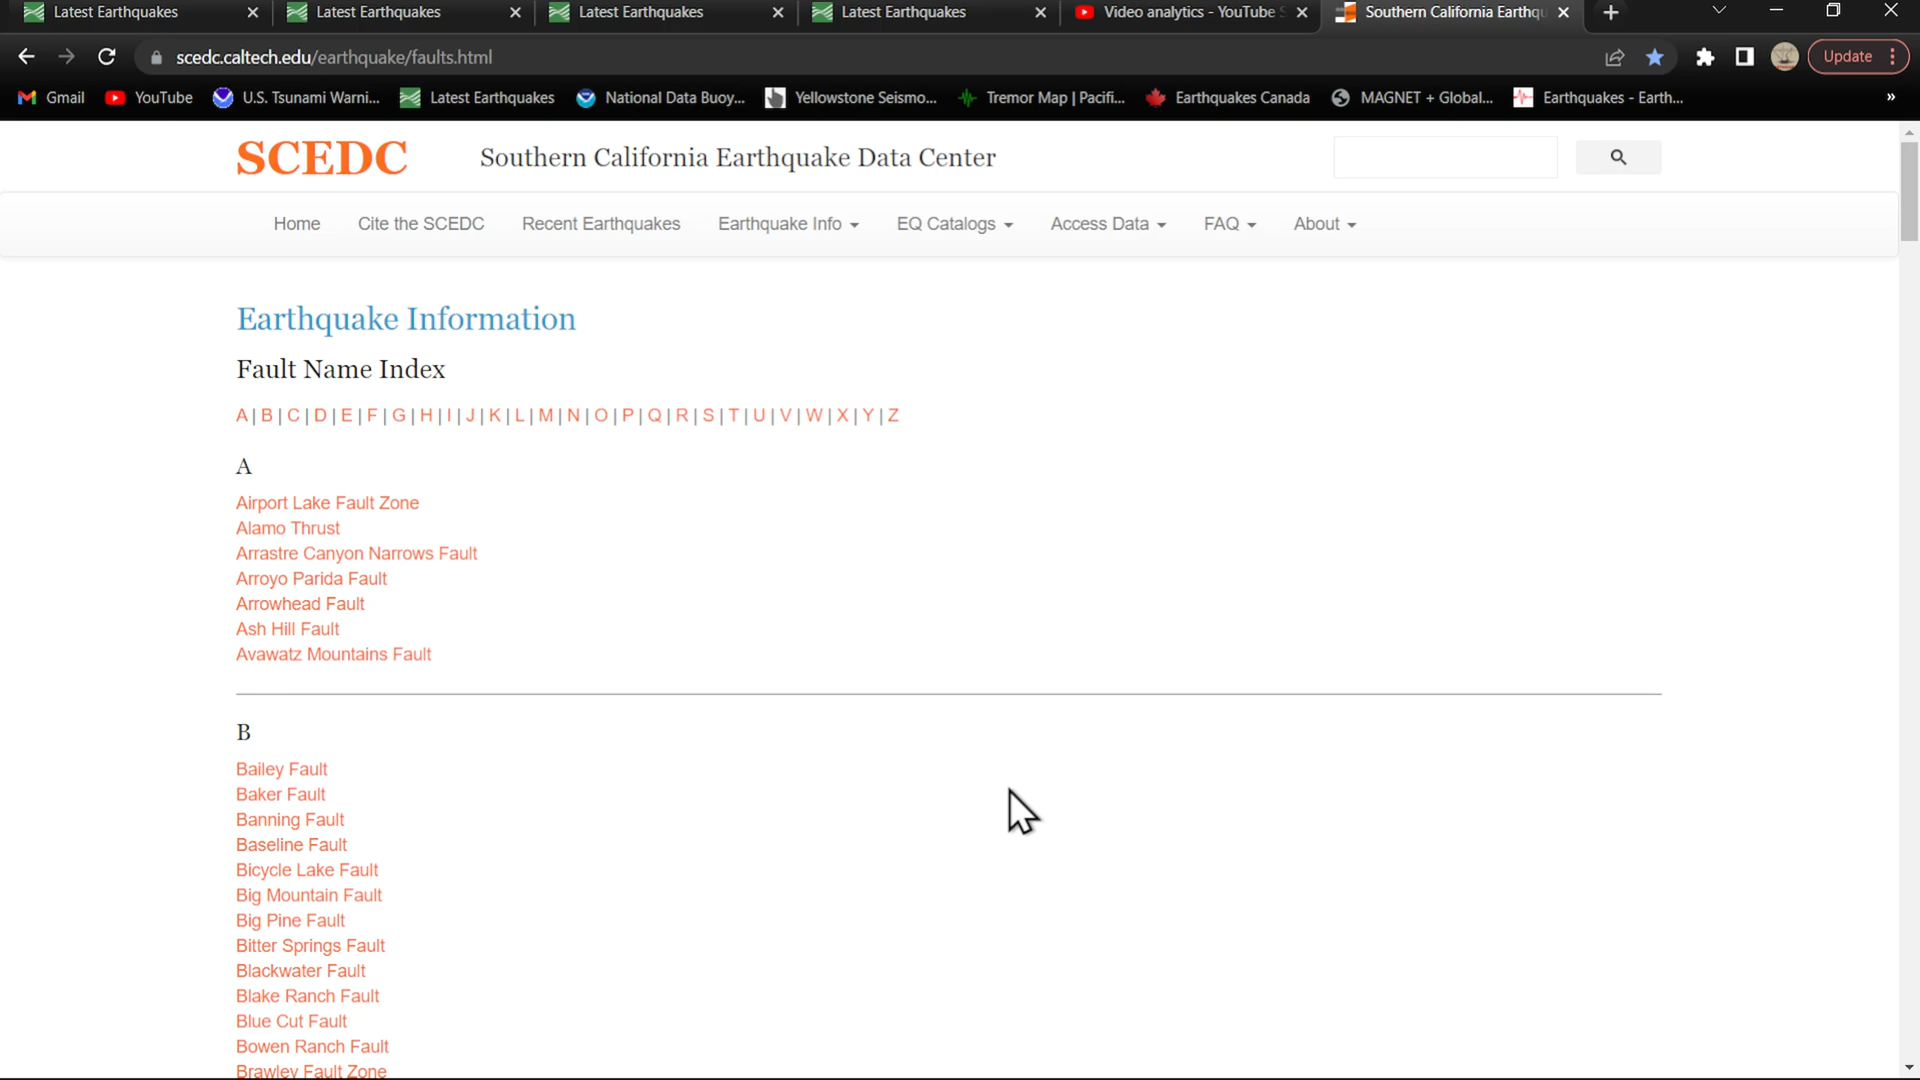 Latest Earthquakes Latest Earthquakes Latest Earthquakes Latest Earthquakes Video analytics - YouTube S Southern California Earthqu
scedc.caltech.edu/earthquake/faults.html Update
Gmail YouTube U.S. Tsunami Warni... Latest Earthquakes National Data Buoy... Yellowstone Seismo... Tremor Map | Pacifi... Earthquakes Canada MAGNET + Global... Earthquakes - Earth... »
SCEDC Southern California Earthquake Data Center
Home Cite the SCEDC Recent Earthquakes Earthquake Info EQ Catalogs Access Data FAQ About
Earthquake Information
Fault Name Index
A | B | C | D | E | F | G | H | I | J | K | L | M | N | O | P | Q | R | S | T | U | V | W | X | Y | Z
A
Airport Lake Fault Zone
Alamo Thrust
Arrastre Canyon Narrows Fault
Arroyo Parida Fault
Arrowhead Fault
Ash Hill Fault
Avawatz Mountains Fault
B
Bailey Fault
Baker Fault
Banning Fault
Baseline Fault
Bicycle Lake Fault
Big Mountain Fault
Big Pine Fault
Bitter Springs Fault
Blackwater Fault
Blake Ranch Fault
Blue Cut Fault
Bowen Ranch Fault
Brawley Fault Zone